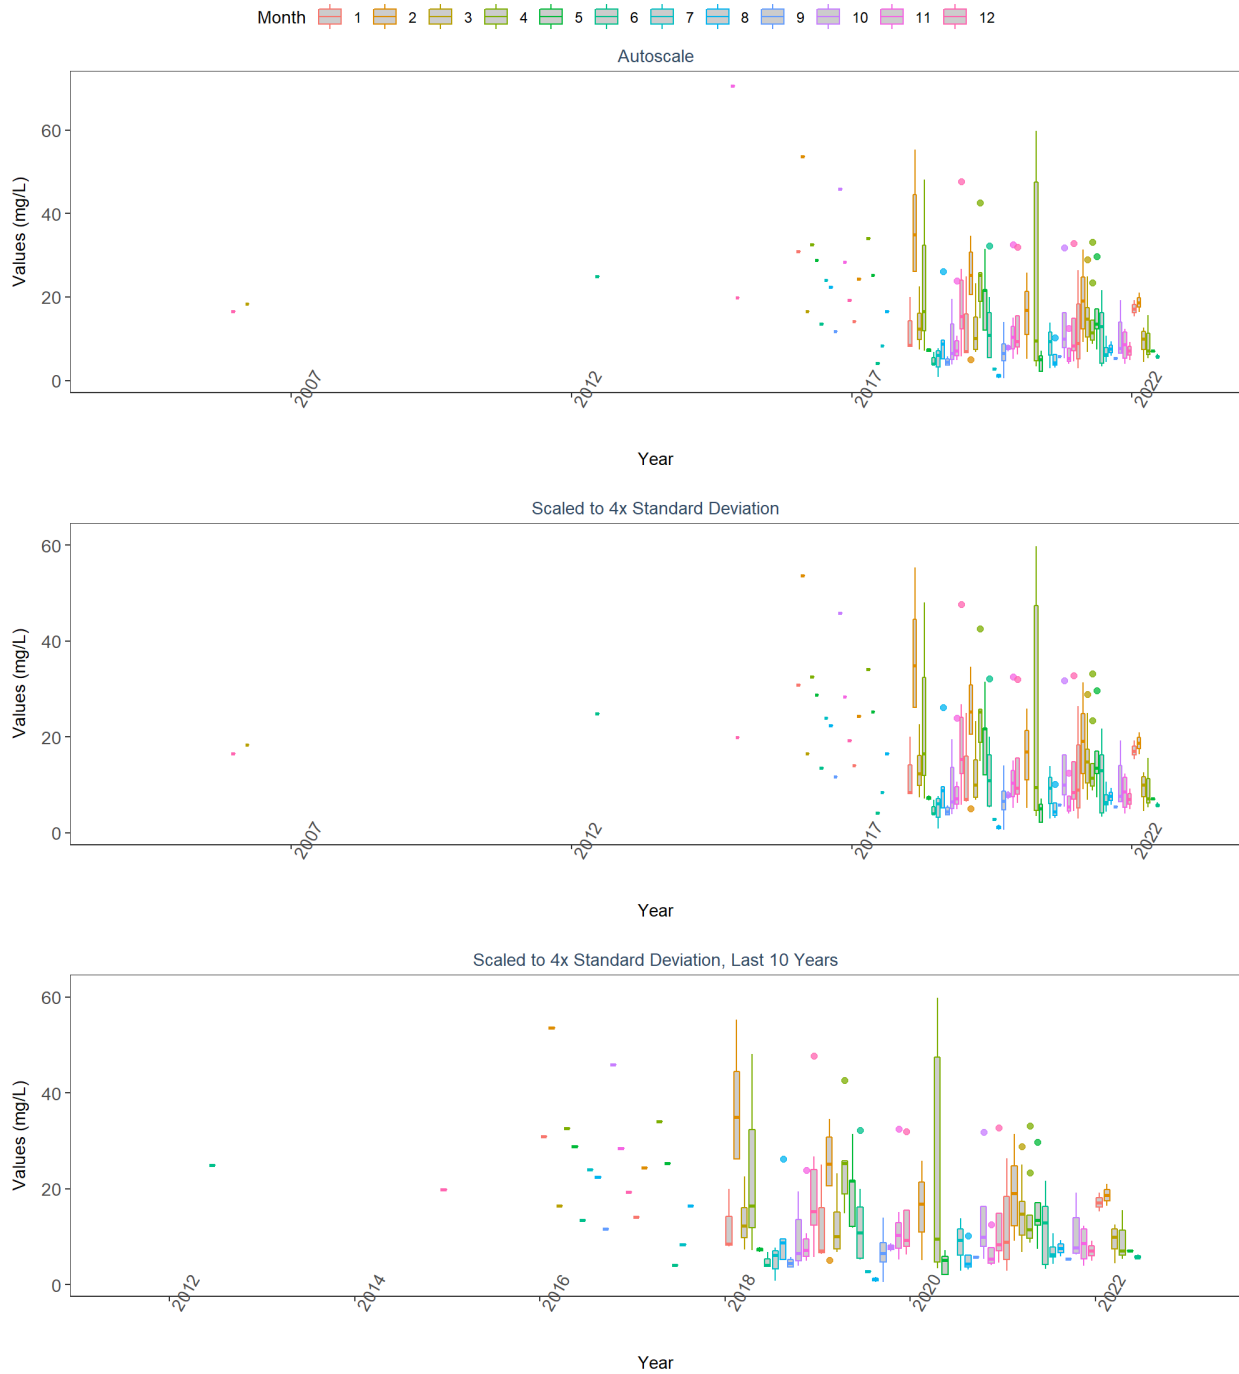 Month 1 2 3 4 5 6 7 8 9 10 11 12
Autoscale
Values (mg/L)
60
40
20
0
2007 2012 2017 2022
Year
Scaled to 4x Standard Deviation
Values (mg/L)
60
40
20
0
2007 2012 2017 2022
Year
Scaled to 4x Standard Deviation, Last 10 Years
Values (mg/L)
60
40
20
0
2012 2014 2016 2018 2020 2022
Year